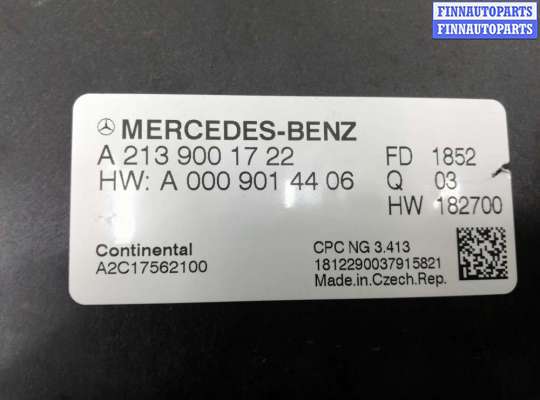 FINNAUTOPARTS
FINNAUTOPARTS
MERCEDES-BENZ
A 213 900 17 22 FD 1852
HW: A 000 901 44 06 Q 03
HW 182700
Continental CPC NG 3.413
A2C17562100 1812290037915821
Made.in.Czech.Rep.